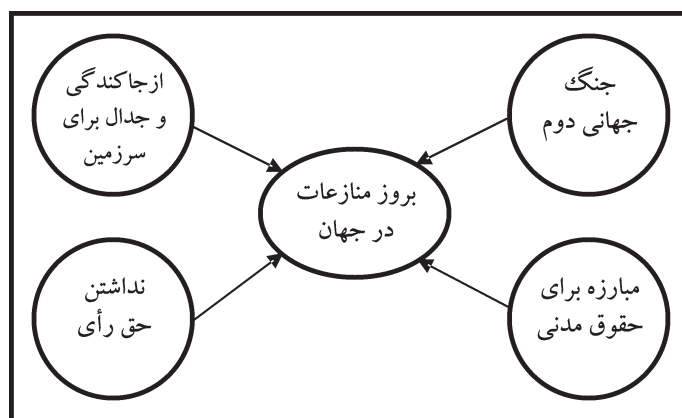 جنگ
جهانی دوم
ازجاکندگی
و جدال برای
سرزمین
بروز منازعات
در جهان
مبارزه برای
حقوق مدنی
نداشتن
حق رأی